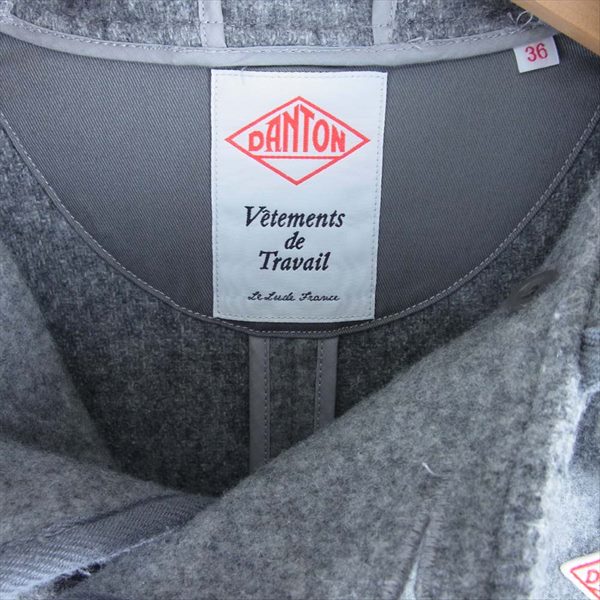 36
DANTON
Vêtements
de
Travail
Le Lude France
D